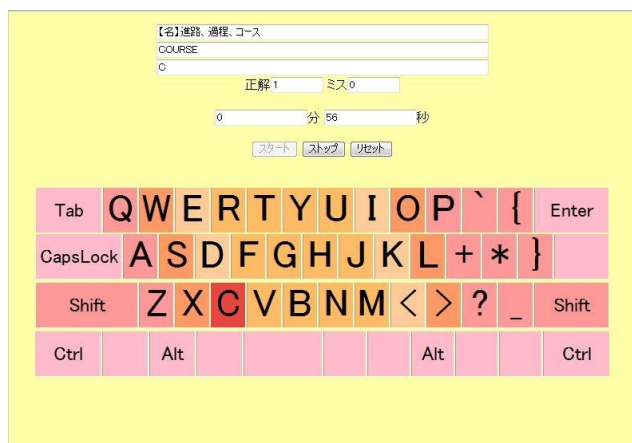 【名】進路、過程、コース
COURSE
C
正解 1 ミス 0
0 分 56 秒
スタート ストップ リセット
Tab Q W E R T Y U I O P ` { Enter
CapsLock A S D F G H J K L + * }
Shift Z X C V B N M < > ? _ Shift
Ctrl Alt Alt Ctrl